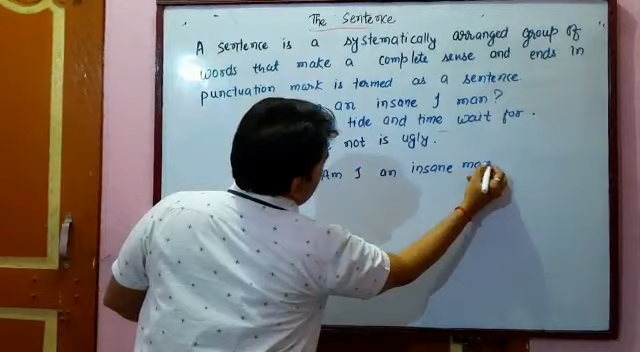 The Sentence
A sentence is a systematically arranged group of
words that make a complete sense and ends in
punctuation mark is termed as a sentence.
an insane I man?
tide and time wait for.
not is ugly.
Am I an insane